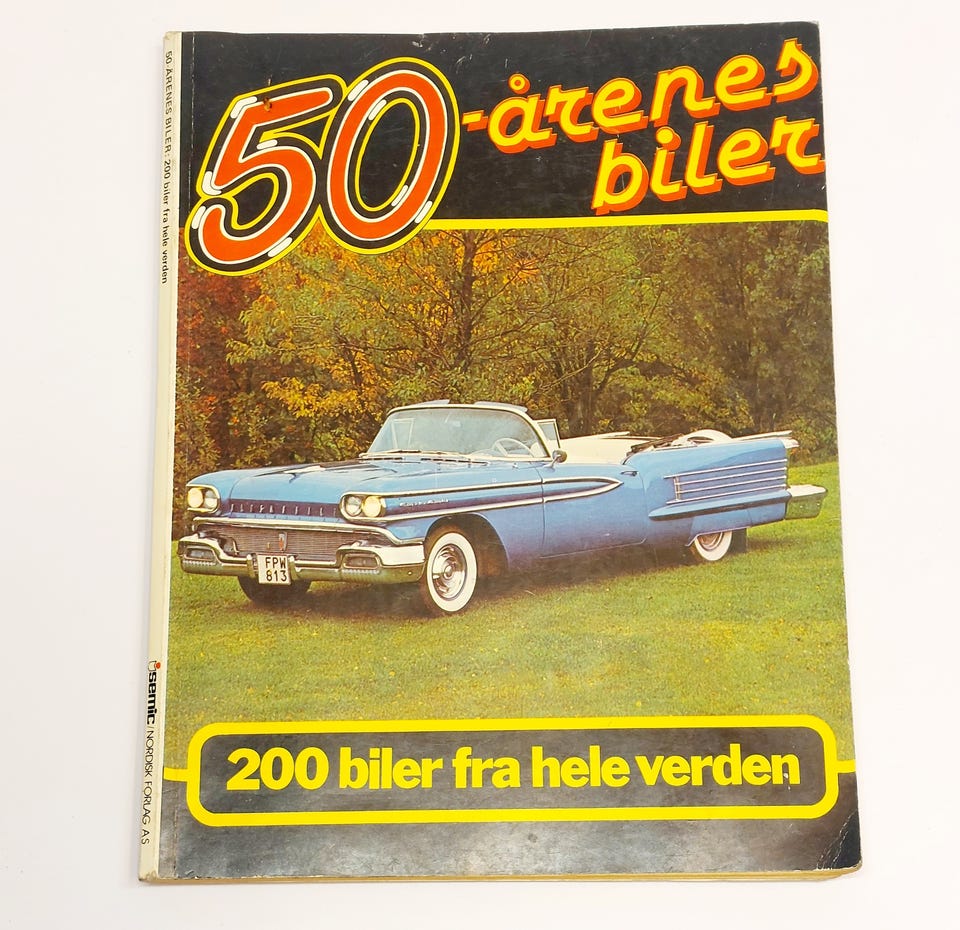 50-årenes
biler
OLDSMOBILE
FPW
813
200 biler fra hele verden
50 ÅRENES BILER: 200 biler fra hele verden
semic/NORDISK FORLAG AS